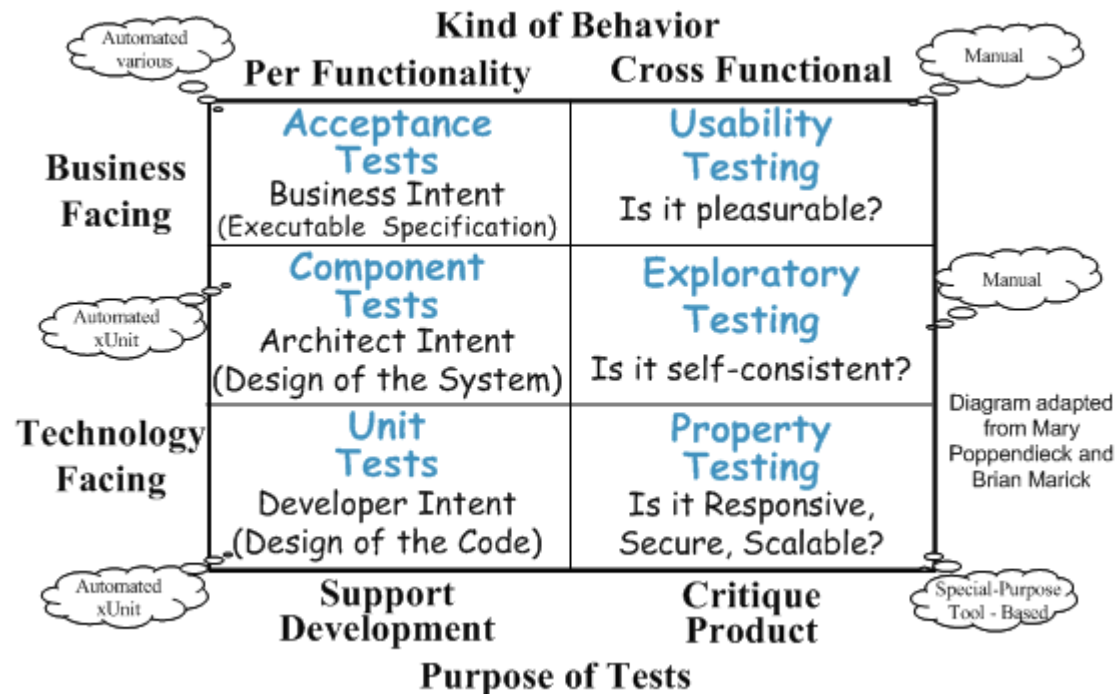 Kind of Behavior
Automated
various
Per Functionality
Cross Functional
Manual
Business
Facing
Acceptance
Tests
Business Intent
(Executable Specification)
Usability
Testing
Is it pleasurable?
Automated
xUnit
Component
Tests
Architect Intent
(Design of the System)
Exploratory
Testing
Is it self-consistent?
Manual
Technology
Facing
Unit
Tests
Developer Intent
(Design of the Code)
Property
Testing
Is it Responsive,
Secure, Scalable?
Diagram adapted
from Mary
Poppendieck and
Brian Marick
Automated
xUnit
Support
Development
Critique
Product
Special-Purpose
Tool - Based
Purpose of Tests